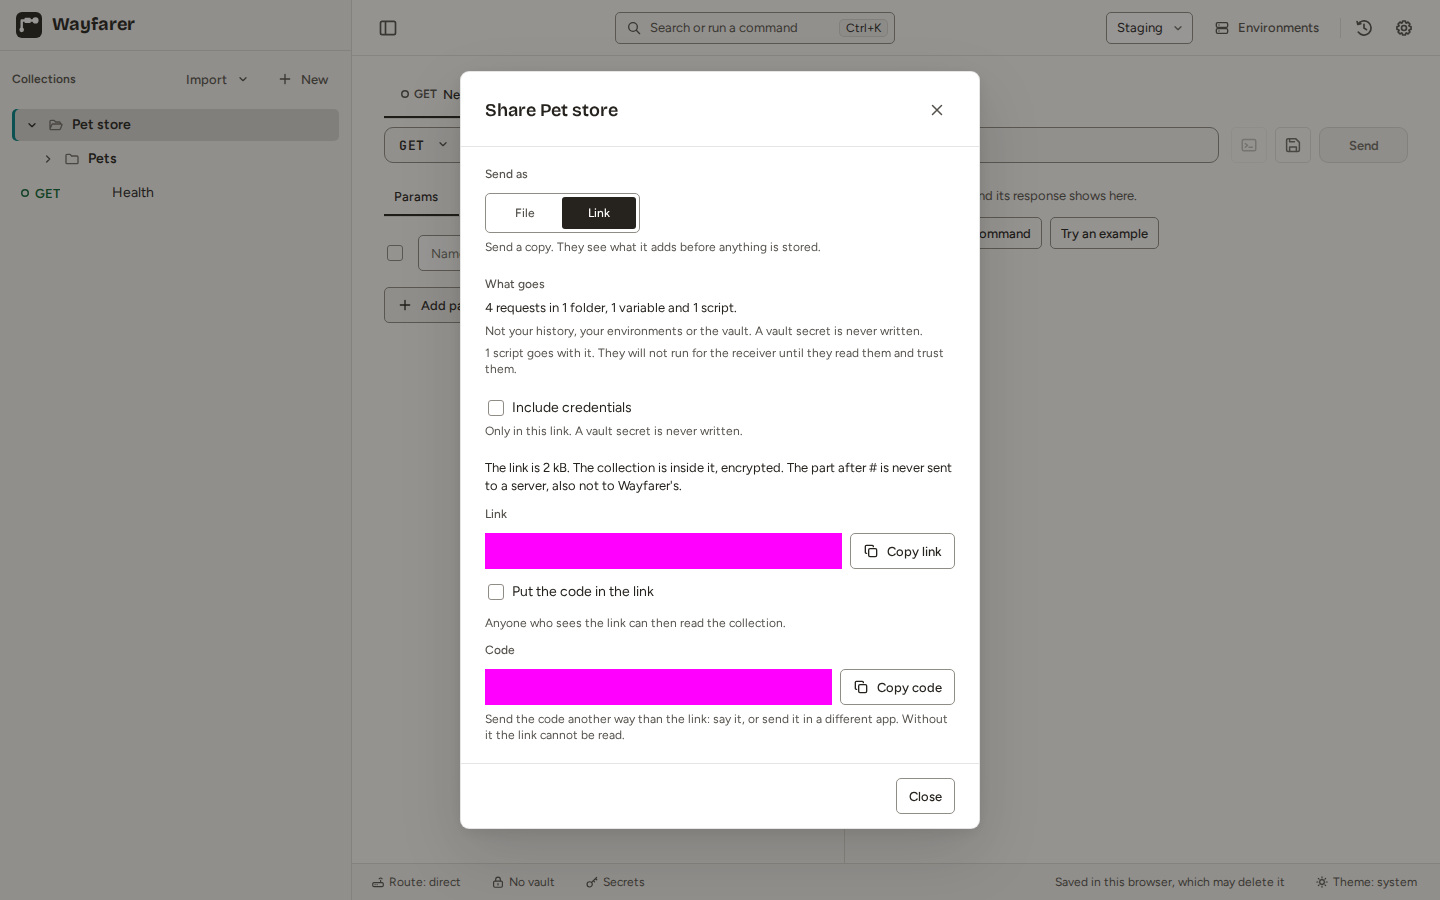 Wayfarer
Search or run a command
Ctrl+K
Staging
Environments
Collections
Import
New
Pet store
Pets
GET
Health
GET
GET
Params
Send
nd its response shows here.
ommand
Try an example
Share Pet store
Send as
File
Link
Send a copy. They see what it adds before anything is stored.
What goes
4 requests in 1 folder, 1 variable and 1 script.
Not your history, your environments or the vault. A vault secret is never written.
1 script goes with it. They will not run for the receiver until they read them and trust
them.
Include credentials
Only in this link. A vault secret is never written.
The link is 2 kB. The collection is inside it, encrypted. The part after # is never sent
to a server, also not to Wayfarer's.
Link
Copy link
Put the code in the link
Anyone who sees the link can then read the collection.
Code
Copy code
Send the code another way than the link: say it, or send it in a different app. Without
it the link cannot be read.
Close
Route: direct
No vault
Secrets
Saved in this browser, which may delete it
Theme: system